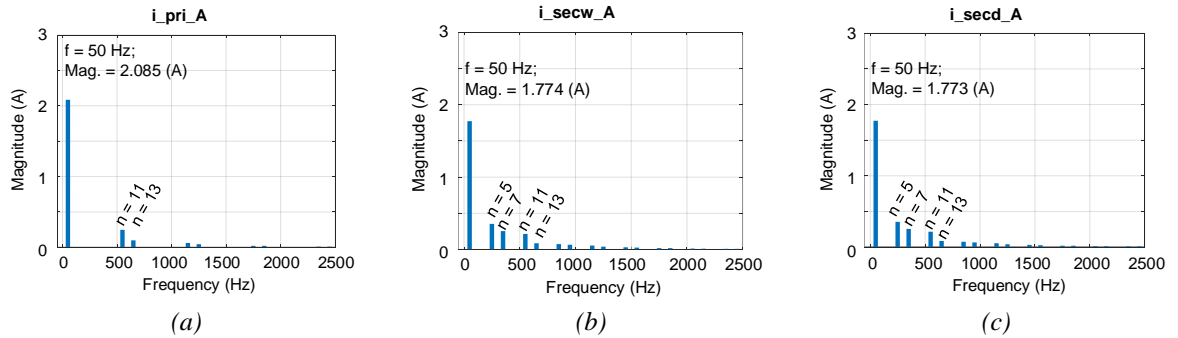 i_pri_A
3
2
1
0
Magnitude (A)
f = 50 Hz;
Mag. = 2.085 (A)
n = 11
n = 13
0 500 1000 1500 2000 2500
Frequency (Hz)
(a)
i_secw_A
3
2
1
0
Magnitude (A)
f = 50 Hz;
Mag. = 1.774 (A)
n = 5
n = 7
n = 11
n = 13
0 500 1000 1500 2000 2500
Frequency (Hz)
(b)
i_secd_A
3
2
1
0
Magnitude (A)
f = 50 Hz;
Mag. = 1.773 (A)
n = 5
n = 7
n = 11
n = 13
0 500 1000 1500 2000 2500
Frequency (Hz)
(c)